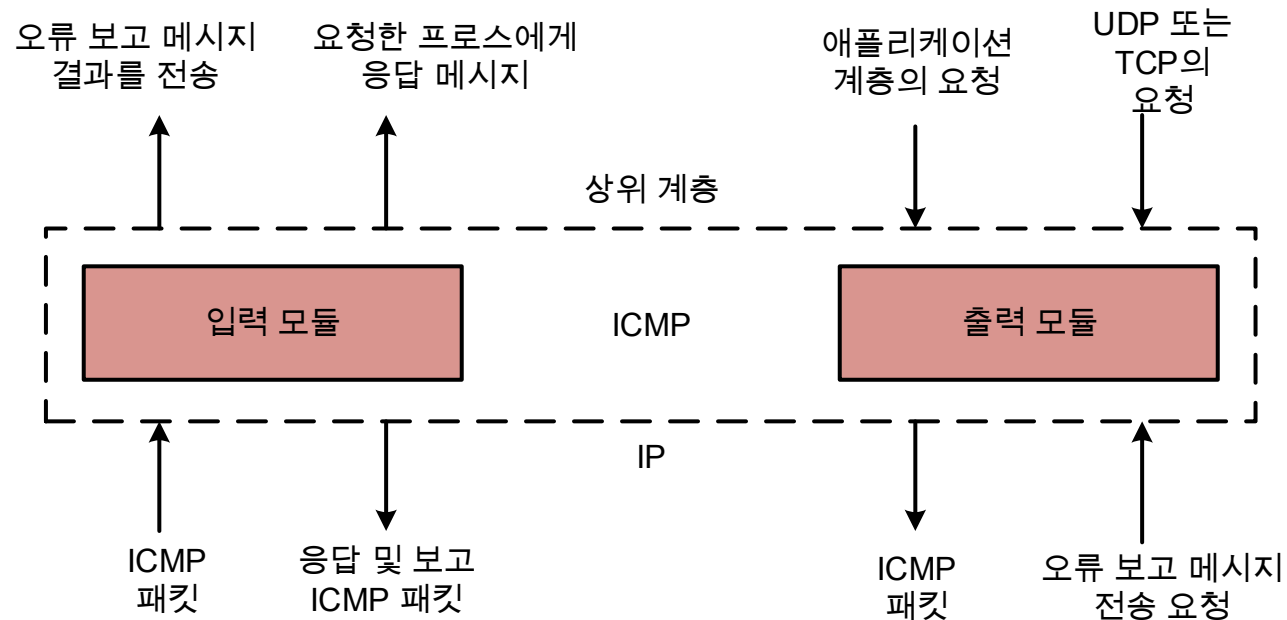 오류 보고 메시지
결과를 전송
요청한 프로스에게
응답 메시지
애플리케이션
계층의 요청
UDP 또는
TCP의
요청
상위 계층
입력 모듈
ICMP
출력 모듈
IP
ICMP
패킷
응답 및 보고
ICMP 패킷
ICMP
패킷
오류 보고 메시지
전송 요청